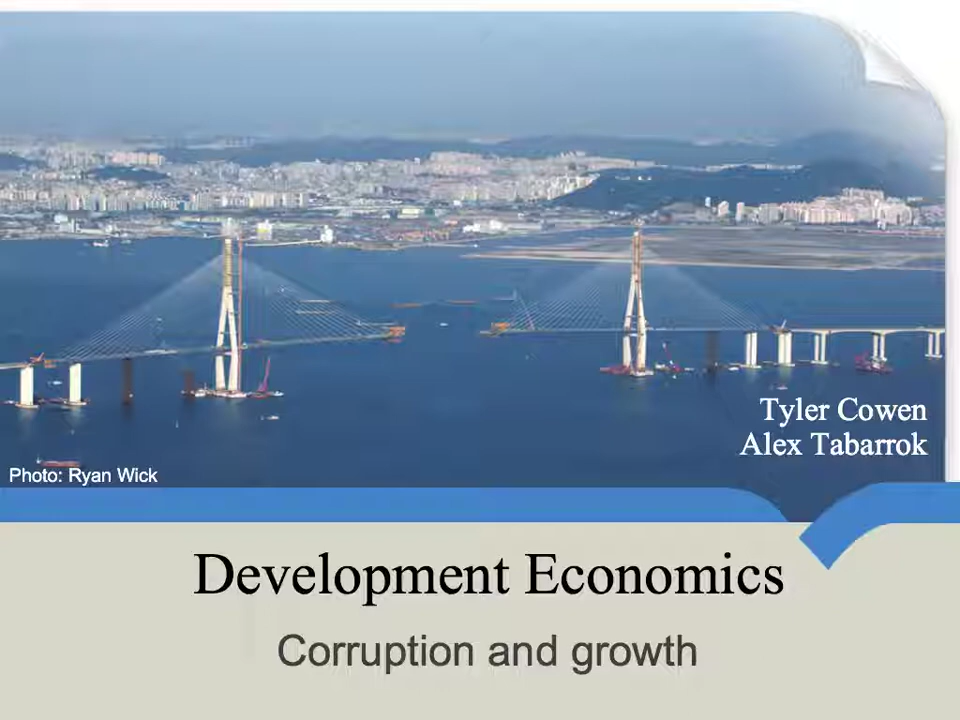 Tyler Cowen
Alex Tabarrok
Photo: Ryan Wick
Development Economics
Corruption and growth